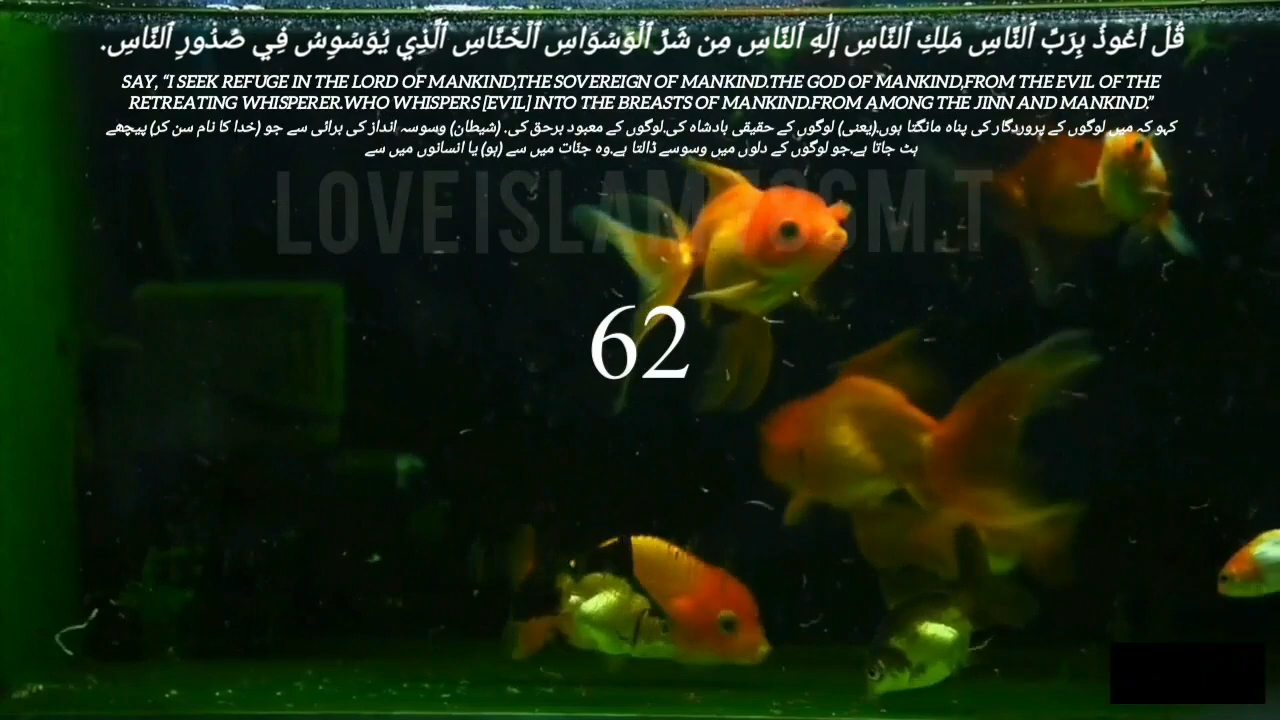 قُلْ أَعُوذُ بِرَبِّ ٱلنَّاسِ مَلِكِ ٱلنَّاسِ إِلَٰهِ ٱلنَّاسِ مِن شَرِّ ٱلْوَسْوَاسِ ٱلْخَنَّاسِ ٱلَّذِي يُوَسْوِسُ فِي صُدُورِ ٱلنَّاسِ.
SAY, “I SEEK REFUGE IN THE LORD OF MANKIND,THE SOVEREIGN OF MANKIND.THE GOD OF MANKIND,FROM THE EVIL OF THE
RETREATING WHISPERER.WHO WHISPERS [EVIL] INTO THE BREASTS OF MANKIND.FROM AMONG THE JINN AND MANKIND.”
کہو کہ میں لوگوں کے پروردگار کی پناہ مانگتا ہوں.(یعنی) لوگوں کے حقیقی بادشاہ کی.لوگوں کے معبود برحق کی. (شیطان) وسوسہ انداز کی برائی سے جو (خدا کا نام سن کر) پیچھے
ہٹ جاتا ہے.جو لوگوں کے دلوں میں وسوسے ڈالتا ہے.وہ جنّات میں سے (ہو) یا انسانوں میں سے
LOVE ISLAM M.T
62